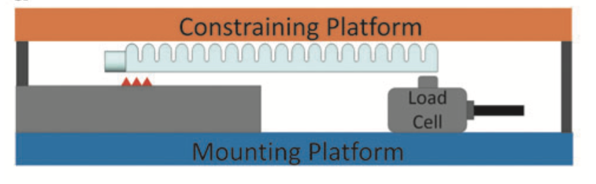 Constraining Platform
Load
Cell
Mounting Platform